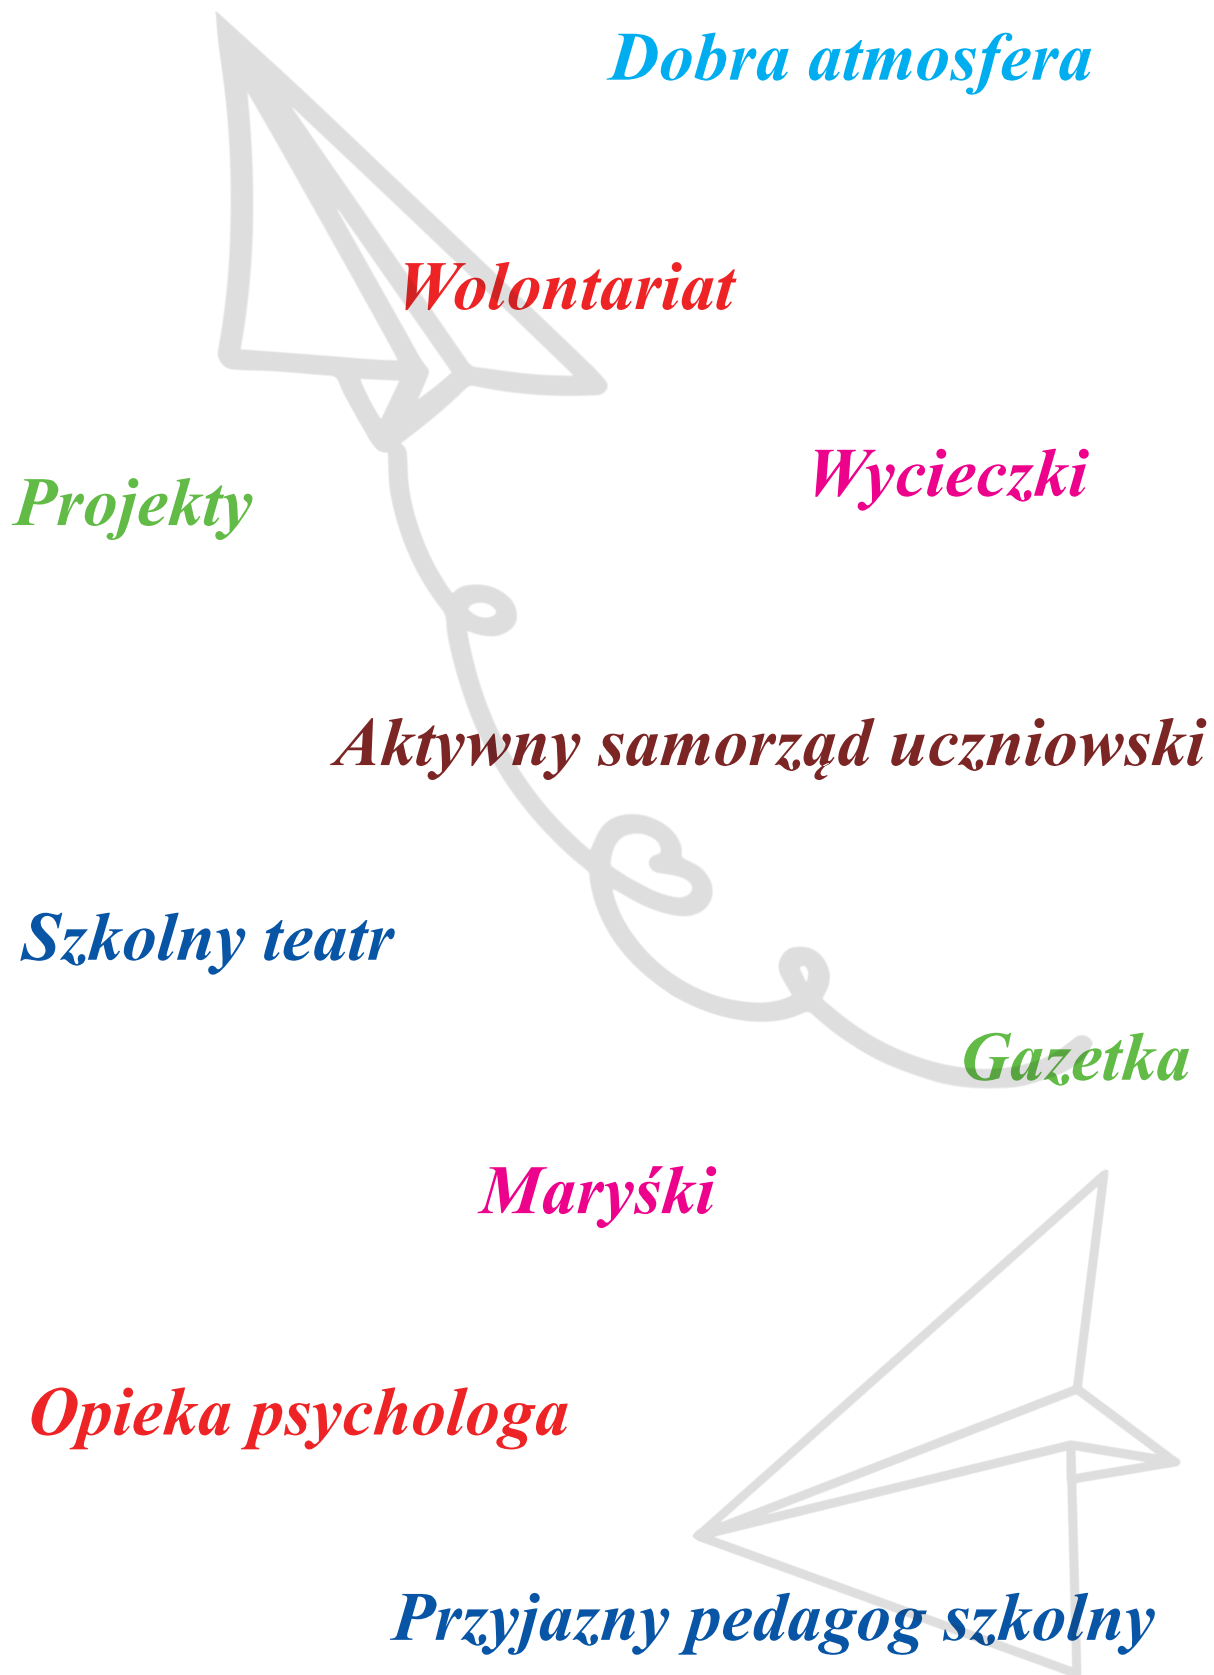 Dobra atmosfera
Wolontariat
Wycieczki
Projekty
Aktywny samorząd uczniowski
Szkolny teatr
Gazetka
Maryśki
Opieka psychologa
Przyjazny pedagog szkolny